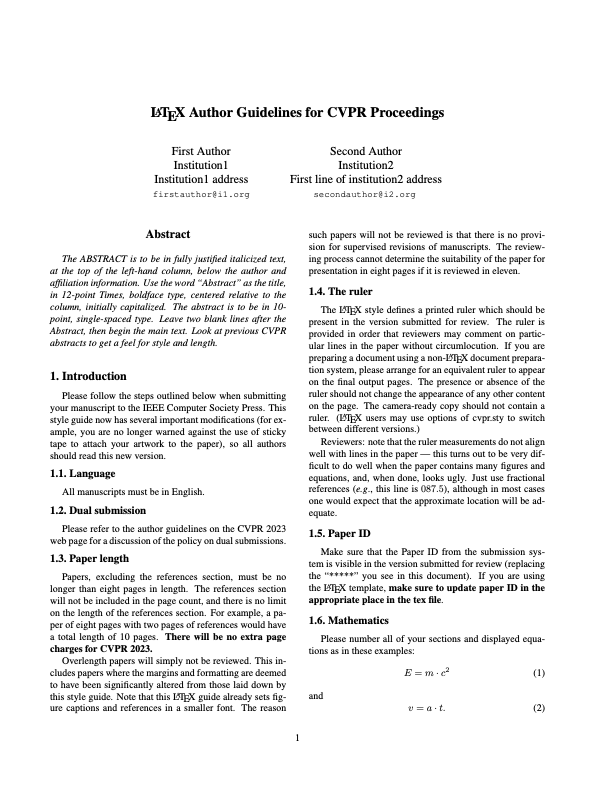 LATEX Author Guidelines for CVPR Proceedings
First Author
Institution1
Institution1 address
firstauthor@i1.org
Second Author
Institution2
First line of institution2 address
secondauthor@i2.org
Abstract
The ABSTRACT is to be in fully justified italicized text,
at the top of the left-hand column, below the author and
affiliation information. Use the word “Abstract” as the title,
in 12-point Times, boldface type, centered relative to the
column, initially capitalized. The abstract is to be in 10-
point, single-spaced type. Leave two blank lines after the
Abstract, then begin the main text. Look at previous CVPR
abstracts to get a feel for style and length.
1. Introduction
Please follow the steps outlined below when submitting
your manuscript to the IEEE Computer Society Press. This
style guide now has several important modifications (for ex-
ample, you are no longer warned against the use of sticky
tape to attach your artwork to the paper), so all authors
should read this new version.
1.1. Language
All manuscripts must be in English.
1.2. Dual submission
Please refer to the author guidelines on the CVPR 2023
web page for a discussion of the policy on dual submissions.
1.3. Paper length
Papers, excluding the references section, must be no
longer than eight pages in length. The references section
will not be included in the page count, and there is no limit
on the length of the references section. For example, a pa-
per of eight pages with two pages of references would have
a total length of 10 pages. There will be no extra page
charges for CVPR 2023.
Overlength papers will simply not be reviewed. This in-
cludes papers where the margins and formatting are deemed
to have been significantly altered from those laid down by
this style guide. Note that this LATEX guide already sets fig-
ure captions and references in a smaller font. The reason
such papers will not be reviewed is that there is no provi-
sion for supervised revisions of manuscripts. The review-
ing process cannot determine the suitability of the paper for
presentation in eight pages if it is reviewed in eleven.
1.4. The ruler
The LATEX style defines a printed ruler which should be
present in the version submitted for review. The ruler is
provided in order that reviewers may comment on partic-
ular lines in the paper without circumlocution. If you are
preparing a document using a non-LATEX document prepara-
tion system, please arrange for an equivalent ruler to appear
on the final output pages. The presence or absence of the
ruler should not change the appearance of any other content
on the page. The camera-ready copy should not contain a
ruler. (LATEX users may use options of cvpr.sty to switch
between different versions.)
Reviewers: note that the ruler measurements do not align
well with lines in the paper — this turns out to be very dif-
ficult to do well when the paper contains many figures and
equations, and, when done, looks ugly. Just use fractional
references (e.g., this line is 087.5), although in most cases
one would expect that the approximate location will be ad-
equate.
1.5. Paper ID
Make sure that the Paper ID from the submission sys-
tem is visible in the version submitted for review (replacing
the “*****” you see in this document). If you are using
the LATEX template, make sure to update paper ID in the
appropriate place in the tex file.
1.6. Mathematics
Please number all of your sections and displayed equa-
tions as in these examples:
E = m · c² (1)
and
v = a · t. (2)
1